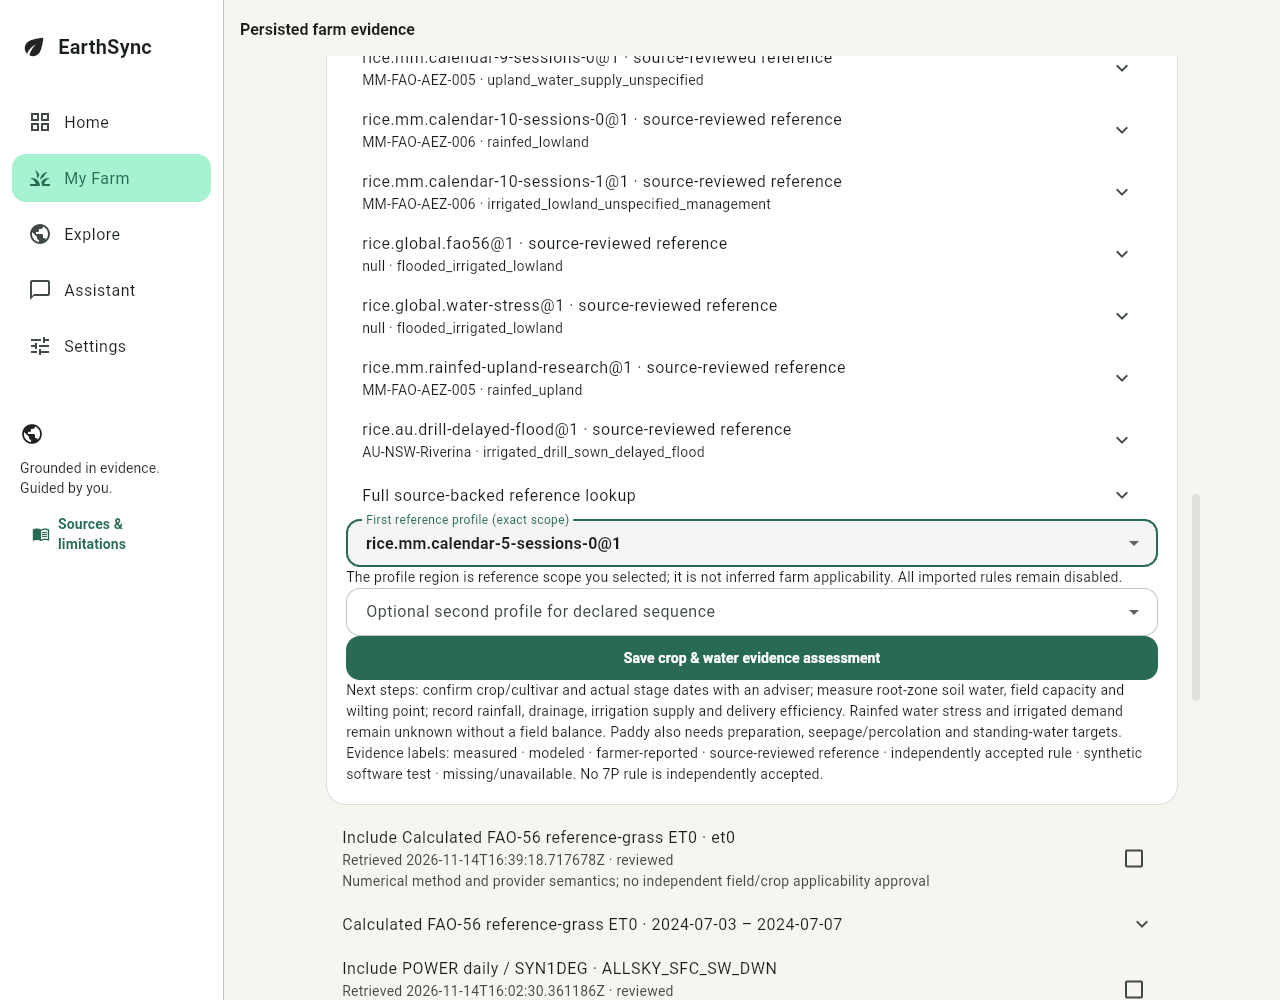 EarthSync
Home
My Farm
Explore
Assistant
Settings
Grounded in evidence.
Guided by you.
Sources &
limitations
Persisted farm evidence
rice.mm.calendar-9-sessions-0@1 · source-reviewed reference
MM-FAO-AEZ-005 · upland_water_supply_unspecified
rice.mm.calendar-10-sessions-0@1 · source-reviewed reference
MM-FAO-AEZ-006 · rainfed_lowland
rice.mm.calendar-10-sessions-1@1 · source-reviewed reference
MM-FAO-AEZ-006 · irrigated_lowland_unspecified_management
rice.global.fao56@1 · source-reviewed reference
null · flooded_irrigated_lowland
rice.global.water-stress@1 · source-reviewed reference
null · flooded_irrigated_lowland
rice.mm.rainfed-upland-research@1 · source-reviewed reference
MM-FAO-AEZ-005 · rainfed_upland
rice.au.drill-delayed-flood@1 · source-reviewed reference
AU-NSW-Riverina · irrigated_drill_sown_delayed_flood
Full source-backed reference lookup
First reference profile (exact scope)
rice.mm.calendar-5-sessions-0@1
The profile region is reference scope you selected; it is not inferred farm applicability. All imported rules remain disabled.
Optional second profile for declared sequence
Save crop & water evidence assessment
Next steps: confirm crop/cultivar and actual stage dates with an adviser; measure root-zone soil water, field capacity and
wilting point; record rainfall, drainage, irrigation supply and delivery efficiency. Rainfed water stress and irrigated demand
remain unknown without a field balance. Paddy also needs preparation, seepage/percolation and standing-water targets.
Evidence labels: measured · modeled · farmer-reported · source-reviewed reference · independently accepted rule · synthetic
software test · missing/unavailable. No 7P rule is independently accepted.
Include Calculated FAO-56 reference-grass ET0 · et0
Retrieved 2026-11-14T16:39:18.717678Z · reviewed
Numerical method and provider semantics; no independent field/crop applicability approval
Calculated FAO-56 reference-grass ET0 · 2024-07-03 – 2024-07-07
Include POWER daily / SYN1DEG · ALLSKY_SFC_SW_DWN
Retrieved 2026-11-14T16:02:30.361186Z · reviewed